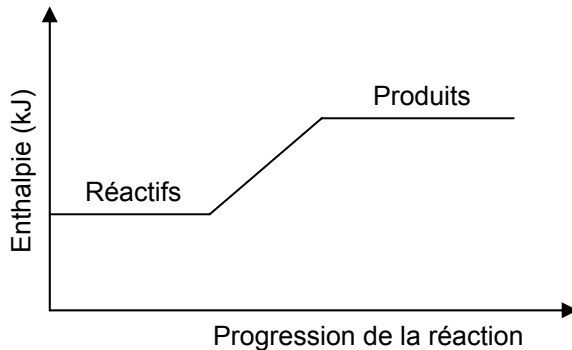 Enthalpie (kJ)
Produits
Réactifs
Progression de la réaction